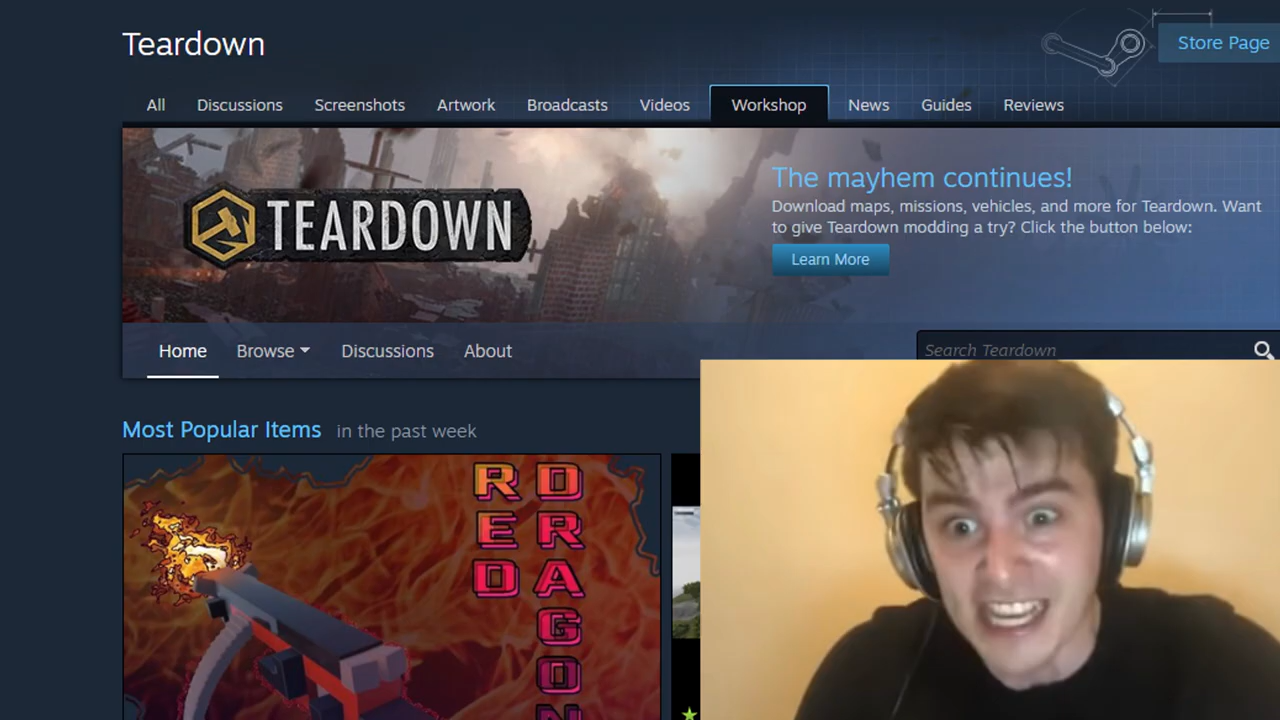 Teardown
Store Page
All Discussions Screenshots Artwork Broadcasts Videos Workshop News Guides Reviews
TEARDOWN
The mayhem continues!
Download maps, missions, vehicles, and more for Teardown. Want
to give Teardown modding a try? Click the button below:
Learn More
Home Browse Discussions About
Search Teardown
Most Popular Items in the past week
RED
DRAGON